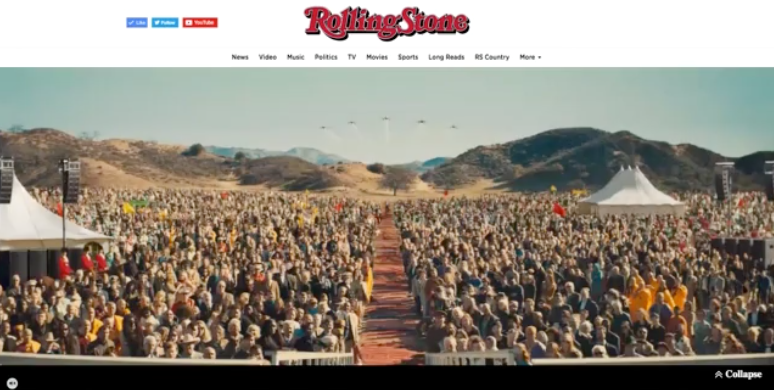 Like Follow YouTube
RollingStone
News Video Music Politics TV Movies Sports Long Reads RS Country More
Collapse